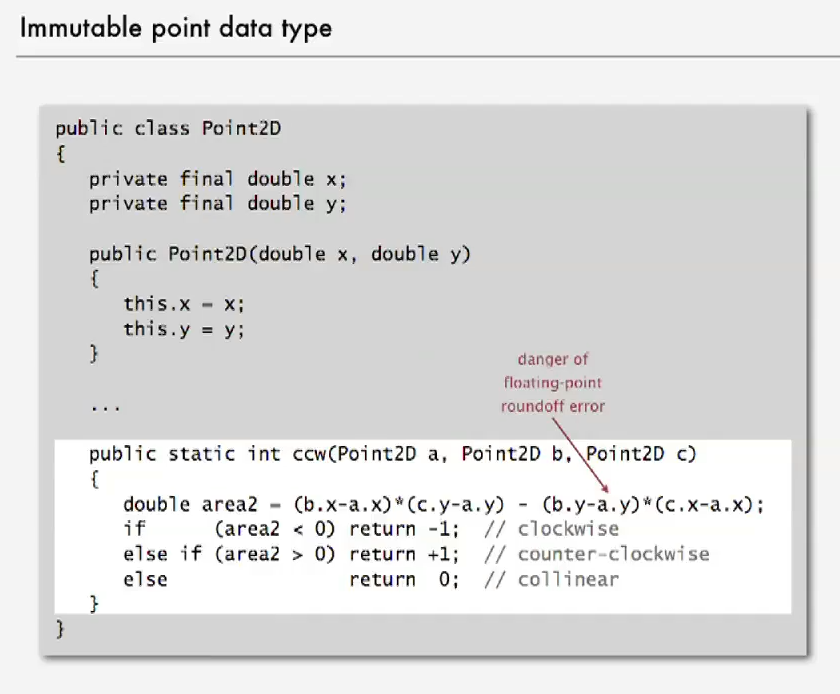 Immutable point data type
public class Point2D
{
private final double x;
private final double y;
public Point2D(double x, double y)
{
this.x = x;
this.y = y;
}
...
danger of
floating-point
roundoff error
public static int ccw(Point2D a, Point2D b, Point2D c)
{
double area2 = (b.x-a.x)*(c.y-a.y) - (b.y-a.y)*(c.x-a.x);
if (area2 < 0) return -1; // clockwise
else if (area2 > 0) return +1; // counter-clockwise
else return 0; // collinear
}
}